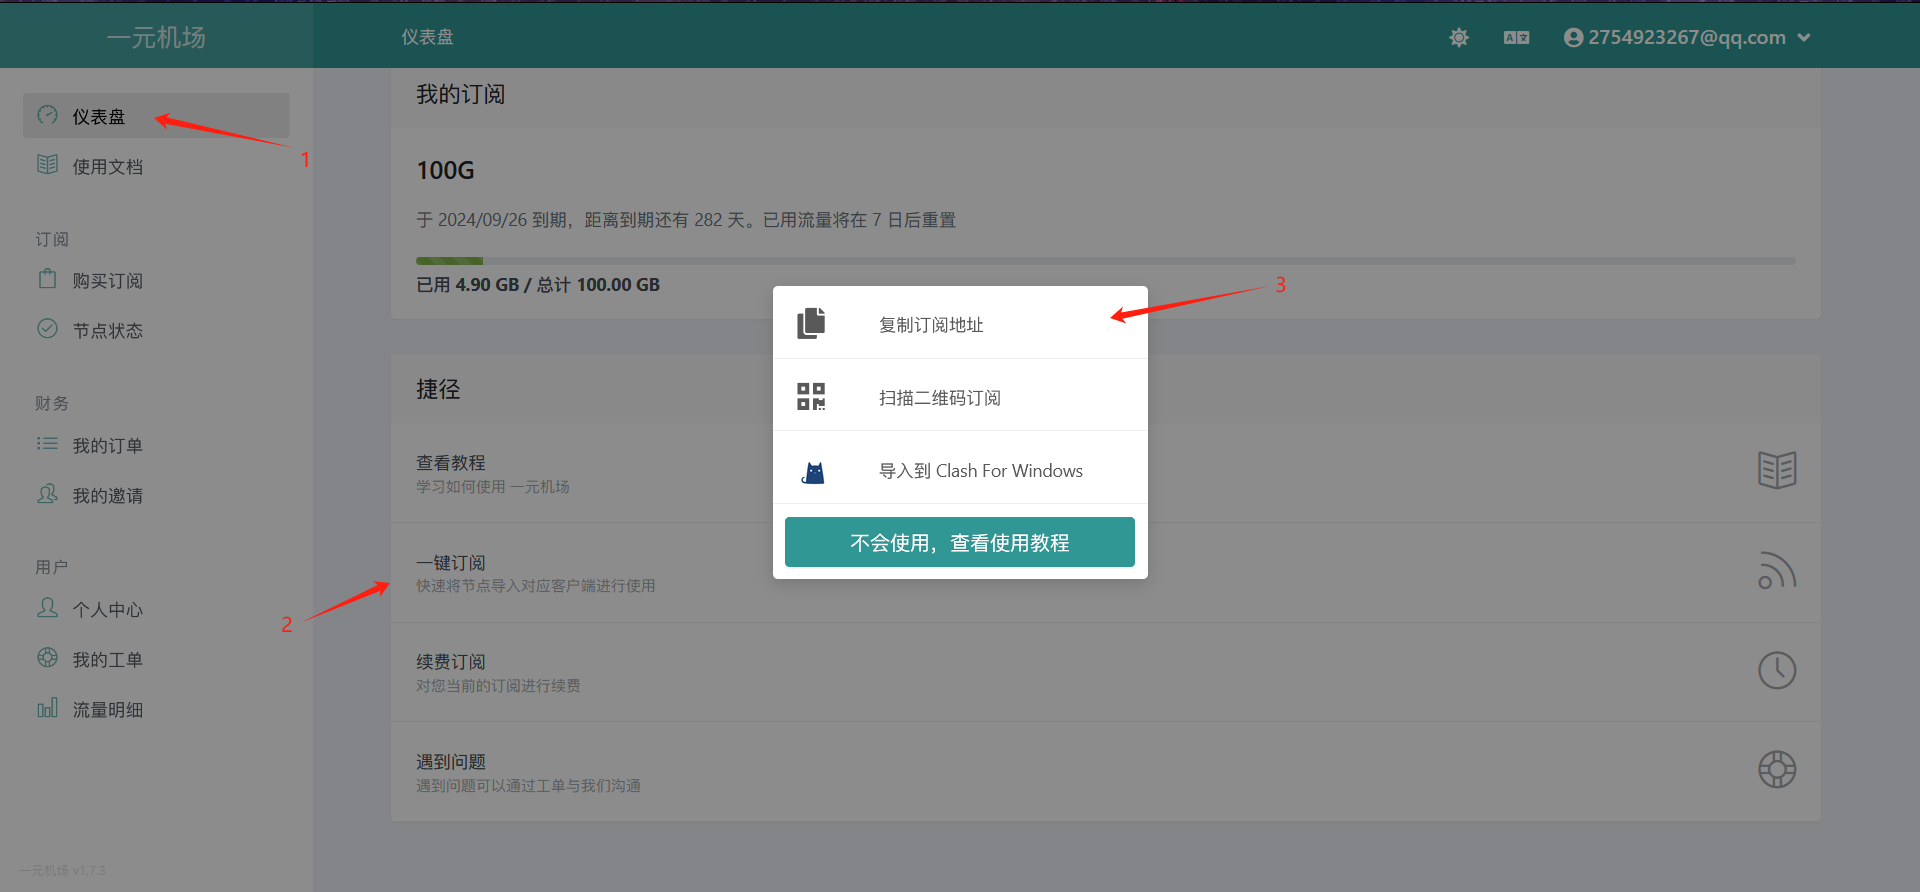 一元机场
仪表盘
2754923267@qq.com
仪表盘
1
使用文档
订阅
购买订阅
节点状态
财务
我的订单
我的邀请
用户
个人中心
我的工单
流量明细
一元机场 v1.7.3
我的订阅
100G
于 2024/09/26 到期，距离到期还有 282 天。已用流量将在 7 日后重置
已用 4.90 GB / 总计 100.00 GB
捷径
查看教程
学习如何使用 一元机场
一键订阅
快速将节点导入对应客户端进行使用
2
续费订阅
对您当前的订阅进行续费
遇到问题
遇到问题可以通过工单与我们沟通
3
复制订阅地址
扫描二维码订阅
导入到 Clash For Windows
不会使用，查看使用教程